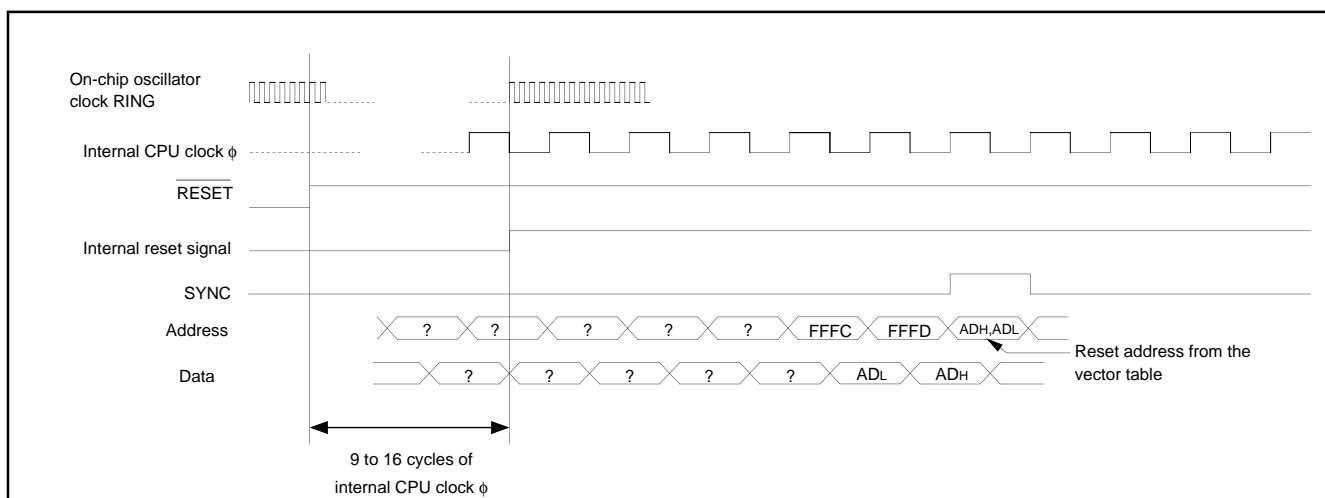 On-chip oscillator
clock RING
Internal CPU clock ϕ
RESET
Internal reset signal
SYNC
Address
? ? ? ? ? FFFC FFFD ADH,ADL
Reset address from the
vector table
Data
? ? ? ? ? ADL ADH
9 to 16 cycles of
internal CPU clock ϕ